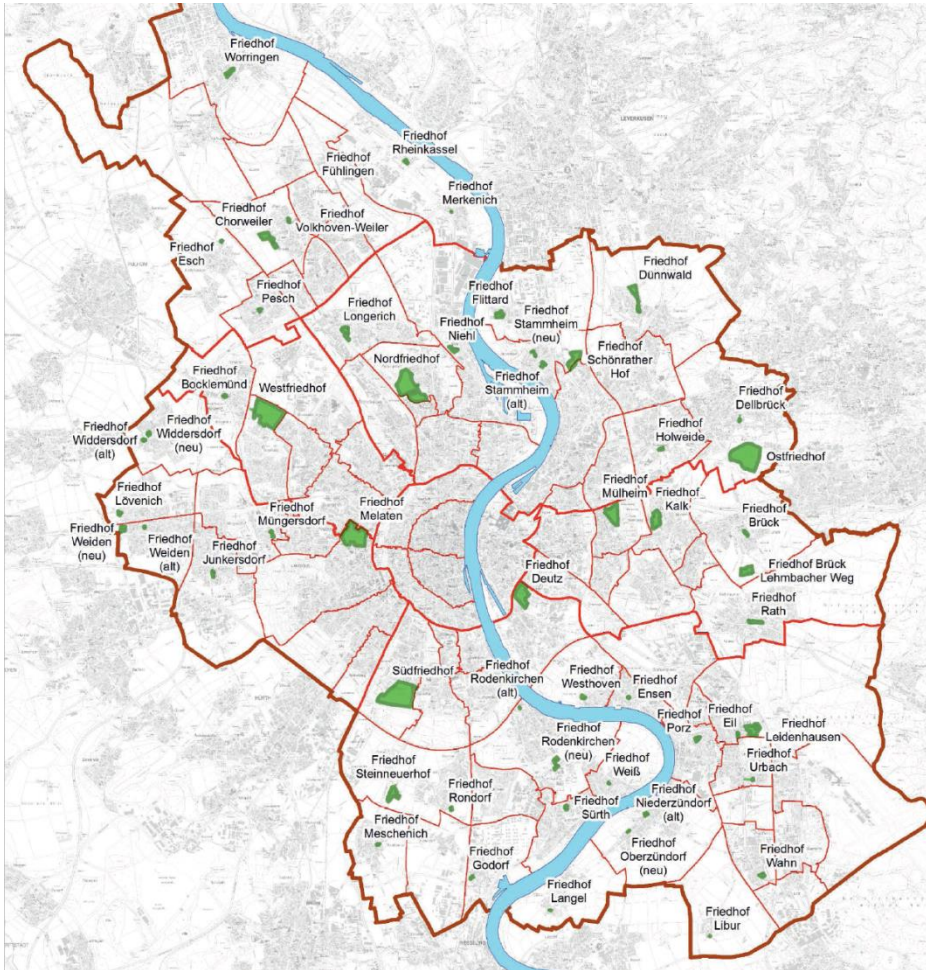 Friedhof
Worringen
Friedhof
Rheinkassel
Friedhof
Fühlingen
Friedhof
Merkenich
Friedhof
Chorweiler
Friedhof
Volkhoven-Weiler
Friedhof
Esch
Friedhof
Pesch
Friedhof
Longerich
Friedhof
Flittard
Friedhof
Stammheim
(neu)
Friedhof
Dünnwald
Friedhof
Niehl
Friedhof
Schönrather
Hof
Nordfriedhof
Friedhof
Stammheim
(alt)
Friedhof
Bocklemünd
Westfriedhof
Friedhof
Dellbrück
Friedhof
Widdersdorf
(alt)
Friedhof
Widdersdorf
(neu)
Friedhof
Holweide
Ostfriedhof
Friedhof
Lövenich
Friedhof
Weiden
(neu)
Friedhof
Weiden
(alt)
Friedhof
Junkersdorf
Friedhof
Müngersdorf
Friedhof
Melaten
Friedhof
Mülheim
Friedhof
Kalk
Friedhof
Brück
Friedhof
Deutz
Friedhof Brück
Lehmbacher Weg
Friedhof
Rath
Südfriedhof
Friedhof
Rodenkirchen
(alt)
Friedhof
Westhoven
Friedhof
Ensen
Friedhof
Porz
Friedhof
Eil
Friedhof
Leidenhausen
Friedhof
Urbach
Friedhof
Rodenkirchen
(neu)
Friedhof
Steinneuerhof
Friedhof
Rondorf
Friedhof
Weiß
Friedhof
Sürth
Friedhof
Niederzündorf
(alt)
Friedhof
Meschenich
Friedhof
Godorf
Friedhof
Oberzündorf
(neu)
Friedhof
Wahn
Friedhof
Langel
Friedhof
Libur
LEVERKUSEN